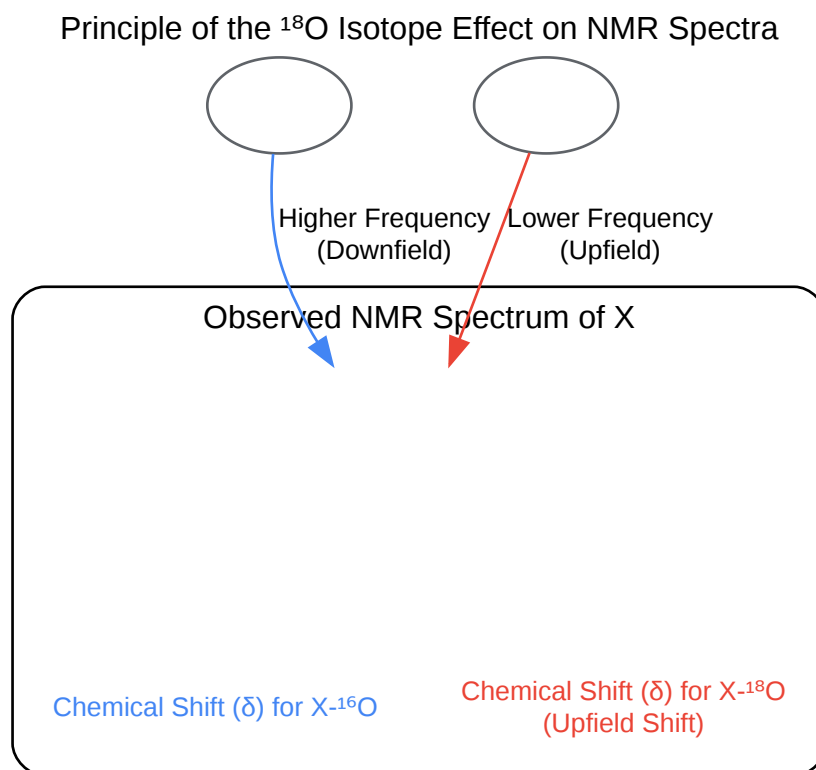 Principle of the ¹⁸O Isotope Effect on NMR Spectra
Higher Frequency
(Downfield)
Lower Frequency
(Upfield)
Observed NMR Spectrum of X
Chemical Shift (δ) for X-¹⁶O
Chemical Shift (δ) for X-¹⁸O
(Upfield Shift)